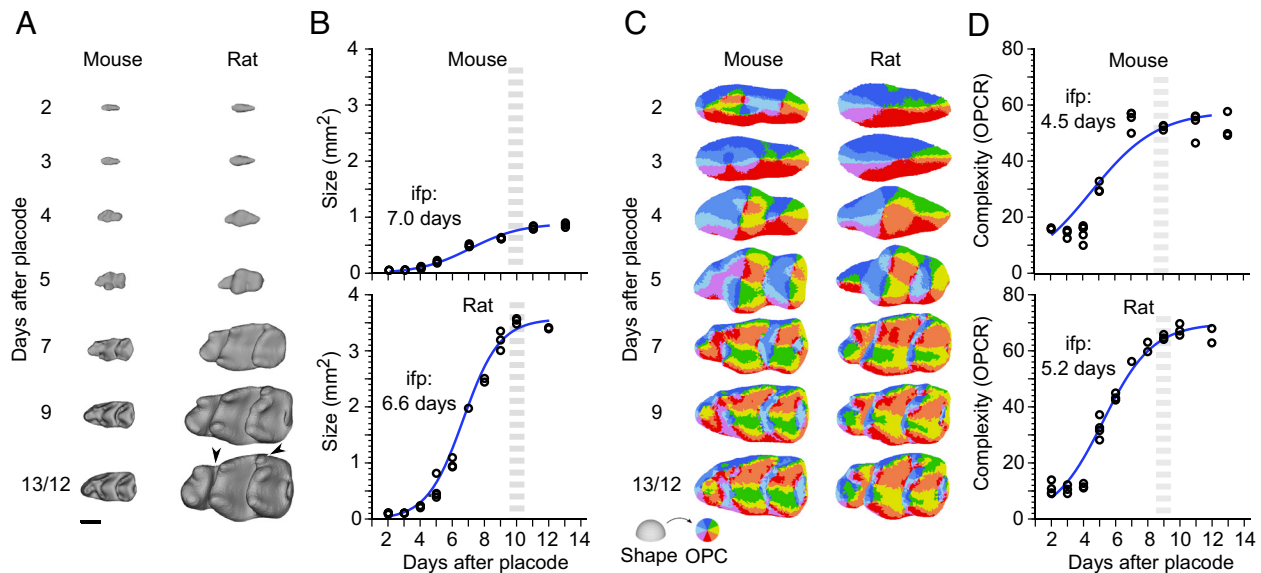 A
Mouse Rat
Days after placode
2
3
4
5
7
9
13/12
B
Mouse
Size (mm2)
4
3
2
1
0
ifp:
7.0 days
Rat
Size (mm2)
4
3
2
1
0
ifp:
6.6 days
2 4 6 8 10 12 14
Days after placode
C
Mouse Rat
Days after placode
2
3
4
5
7
9
13/12
Shape OPC
D
Mouse
Complexity (OPCR)
80
60
40
20
0
ifp:
4.5 days
Rat
Complexity (OPCR)
80
60
40
20
0
ifp:
5.2 days
2 4 6 8 10 12 14
Days after placode